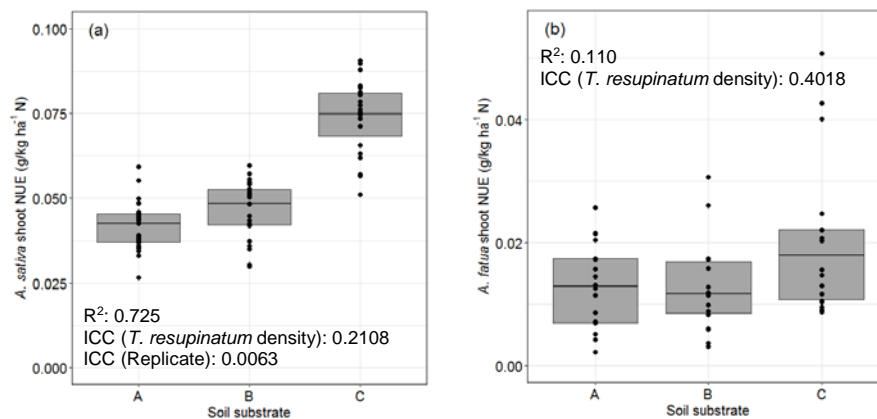 (a)
0.100
0.075
0.050
0.025
0.000
A. sativa shoot NUE (g/kg ha⁻¹ N)
R²: 0.725
ICC (T. resupinatum density): 0.2108
ICC (Replicate): 0.0063
A B C
Soil substrate
(b)
R²: 0.110
ICC (T. resupinatum density): 0.4018
0.04
0.02
0.00
A. fatua shoot NUE (g/kg ha⁻¹ N)
A B C
Soil substrate